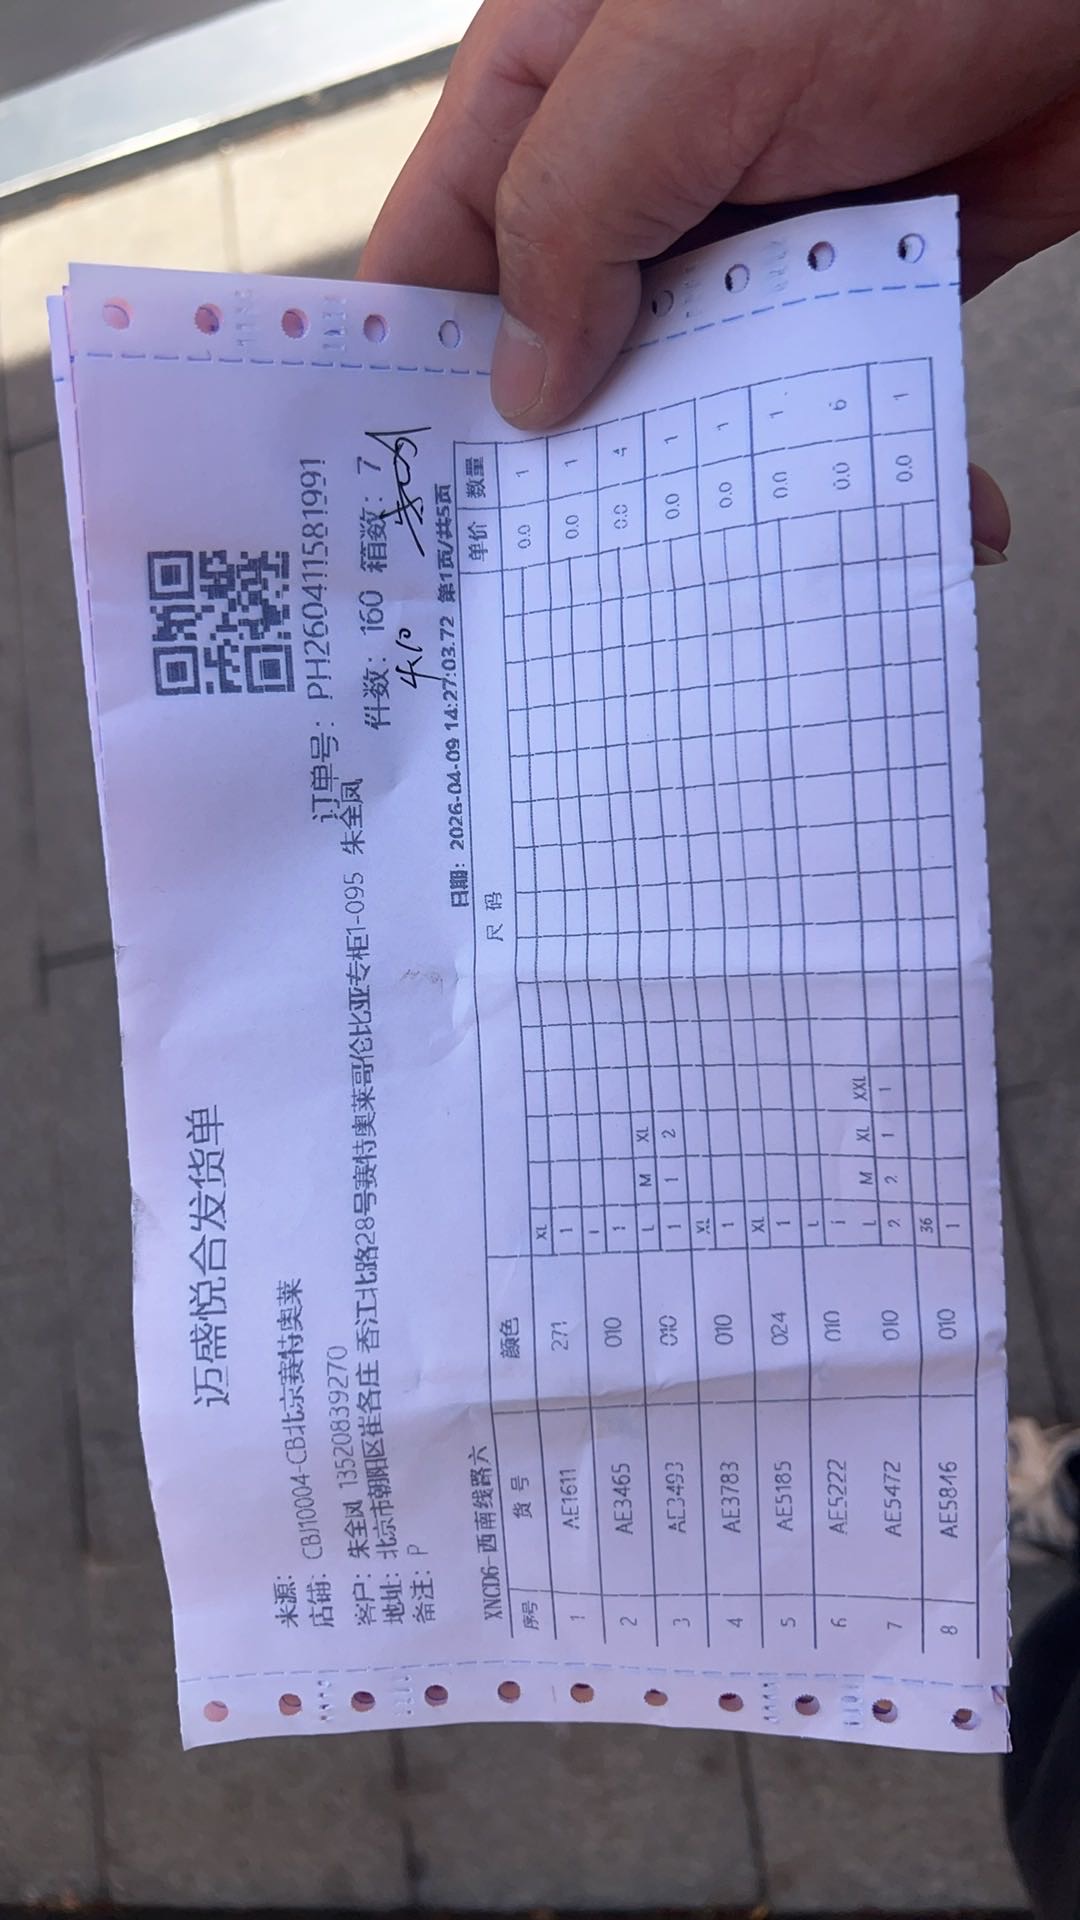 迈盛悦合发货单
来源:
店铺: CBJ10004-CB北京赛特奥莱
订单号: PH260411581991
客户: 朱全凤 13520839270
地址: 北京市朝阳区崔各庄 香江北路28号赛特奥莱哥伦比亚专柜1-095 朱全凤
备注: P
件数: 160 箱数: 7
4.10
XNCD6-西南线路六
日期: 2026-04-09 14:27:03.72 第1页/共5页
序号 货号 颜色 尺码 单价 数量
XL
1 AE1611 271 1 0.0 1
2 AE3465 010 1 0.0 1
L M XL
3 AE3493 010 1 1 2 0.0 4
XL
4 AE3783 010 1 0.0 1
XL
5 AE5185 024 1 0.0 1
L
6 AE5222 010 1 0.0 1
L M XL XXL
7 AE5472 010 2 2 1 1 0.0 6
36
8 AE5846 010 1 0.0 1